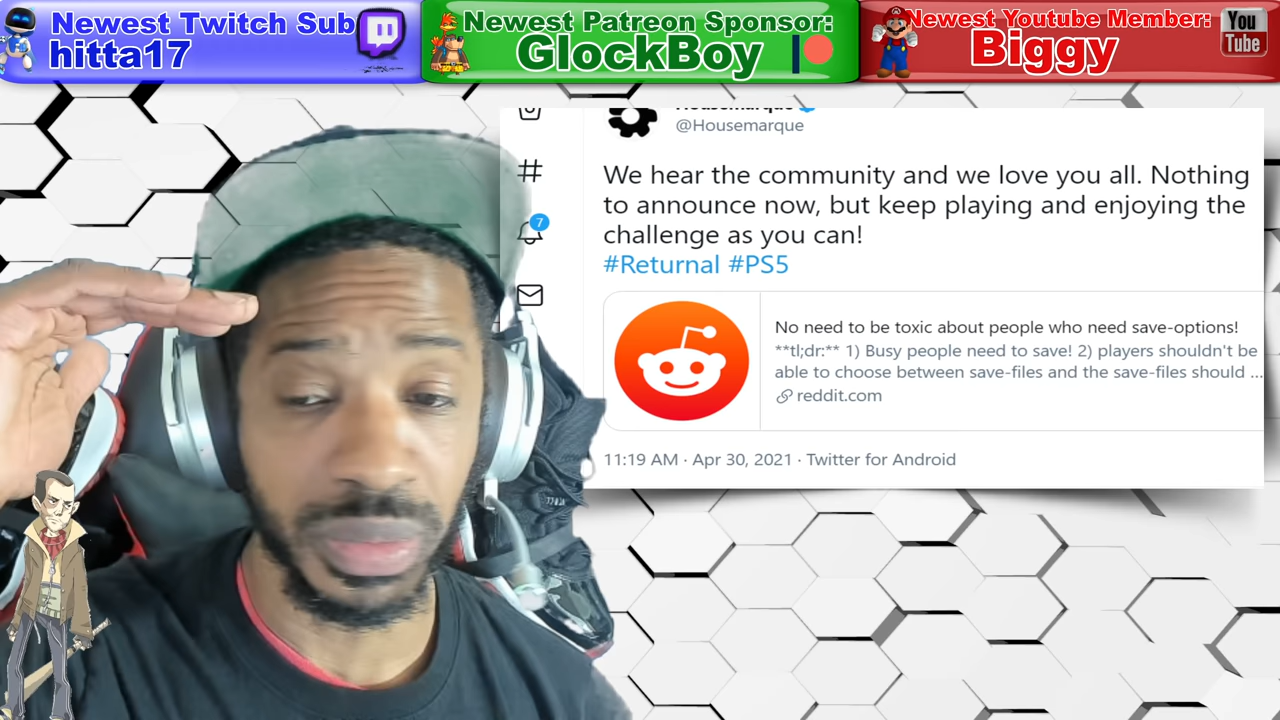 Newest Twitch Sub
hitta17
Newest Patreon Sponsor:
GlockBoy
Newest Youtube Member:
Biggy
You
Tube
Housemarque
@Housemarque
7
We hear the community and we love you all. Nothing
to announce now, but keep playing and enjoying the
challenge as you can!
#Returnal #PS5
No need to be toxic about people who need save-options!
**tl;dr:** 1) Busy people need to save! 2) players shouldn't be
able to choose between save-files and the save-files should ...
reddit.com
11:19 AM · Apr 30, 2021 · Twitter for Android